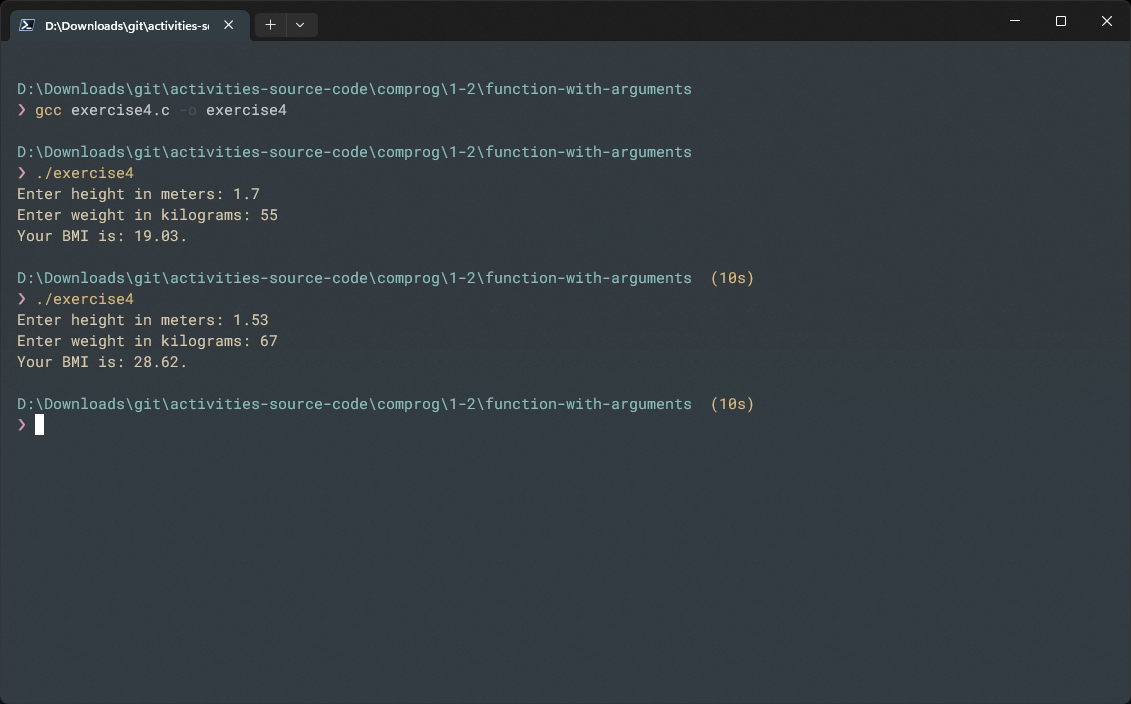 D:\Downloads\git\activities-s
D:\Downloads\git\activities-source-code\comprog\1-2\function-with-arguments
❯ gcc exercise4.c -o exercise4
D:\Downloads\git\activities-source-code\comprog\1-2\function-with-arguments
❯ ./exercise4
Enter height in meters: 1.7
Enter weight in kilograms: 55
Your BMI is: 19.03.
D:\Downloads\git\activities-source-code\comprog\1-2\function-with-arguments (10s)
❯ ./exercise4
Enter height in meters: 1.53
Enter weight in kilograms: 67
Your BMI is: 28.62.
D:\Downloads\git\activities-source-code\comprog\1-2\function-with-arguments (10s)
❯